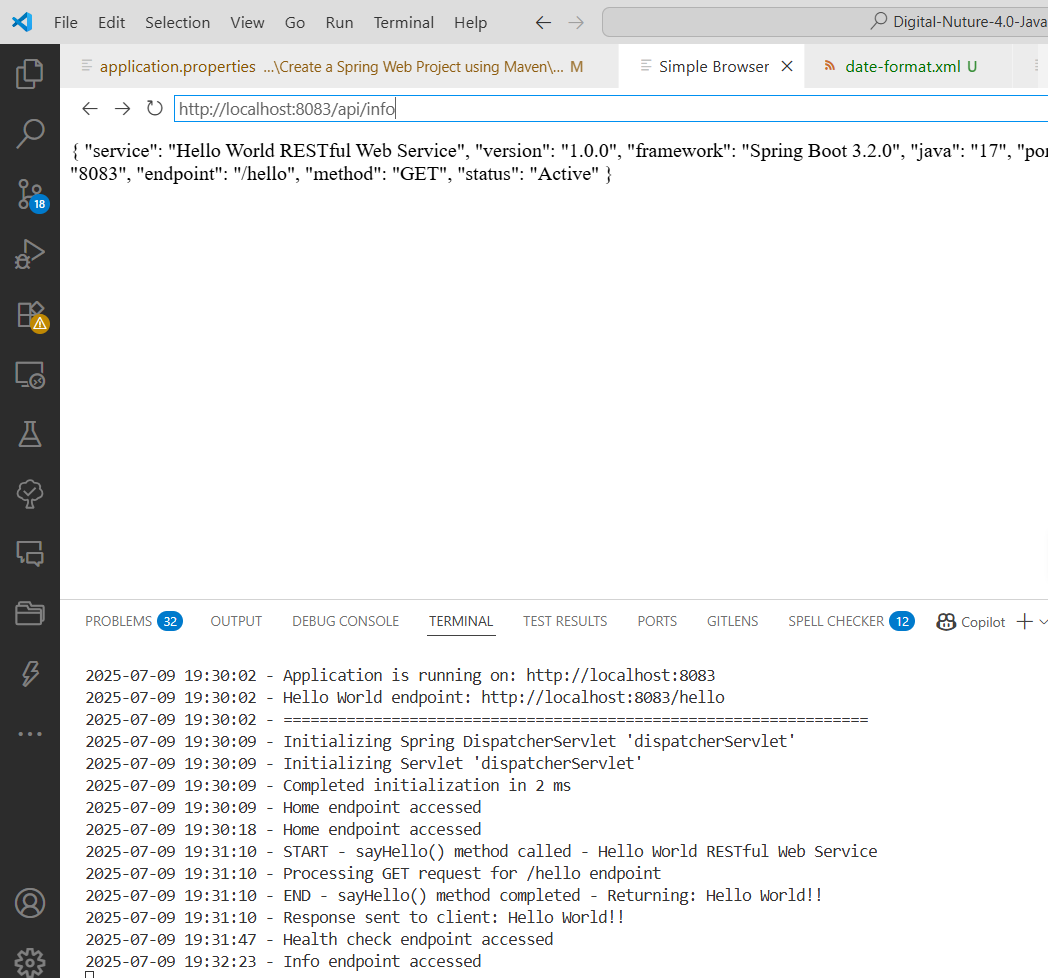 File Edit Selection View Go Run Terminal Help
Digital-Nuture-4.0-Java
application.properties ...\Create a Spring Web Project using Maven\... M
Simple Browser
date-format.xml U
http://localhost:8083/api/info
{ "service": "Hello World RESTful Web Service", "version": "1.0.0", "framework": "Spring Boot 3.2.0", "java": "17", "por
"8083", "endpoint": "/hello", "method": "GET", "status": "Active" }
18
PROBLEMS 32 OUTPUT DEBUG CONSOLE TERMINAL TEST RESULTS PORTS GITLENS SPELL CHECKER 12 Copilot
2025-07-09 19:30:02 - Application is running on: http://localhost:8083
2025-07-09 19:30:02 - Hello World endpoint: http://localhost:8083/hello
2025-07-09 19:30:02 - =================================================================
2025-07-09 19:30:09 - Initializing Spring DispatcherServlet 'dispatcherServlet'
2025-07-09 19:30:09 - Initializing Servlet 'dispatcherServlet'
2025-07-09 19:30:09 - Completed initialization in 2 ms
2025-07-09 19:30:09 - Home endpoint accessed
2025-07-09 19:30:18 - Home endpoint accessed
2025-07-09 19:31:10 - START - sayHello() method called - Hello World RESTful Web Service
2025-07-09 19:31:10 - Processing GET request for /hello endpoint
2025-07-09 19:31:10 - END - sayHello() method completed - Returning: Hello World!!
2025-07-09 19:31:10 - Response sent to client: Hello World!!
2025-07-09 19:31:47 - Health check endpoint accessed
2025-07-09 19:32:23 - Info endpoint accessed